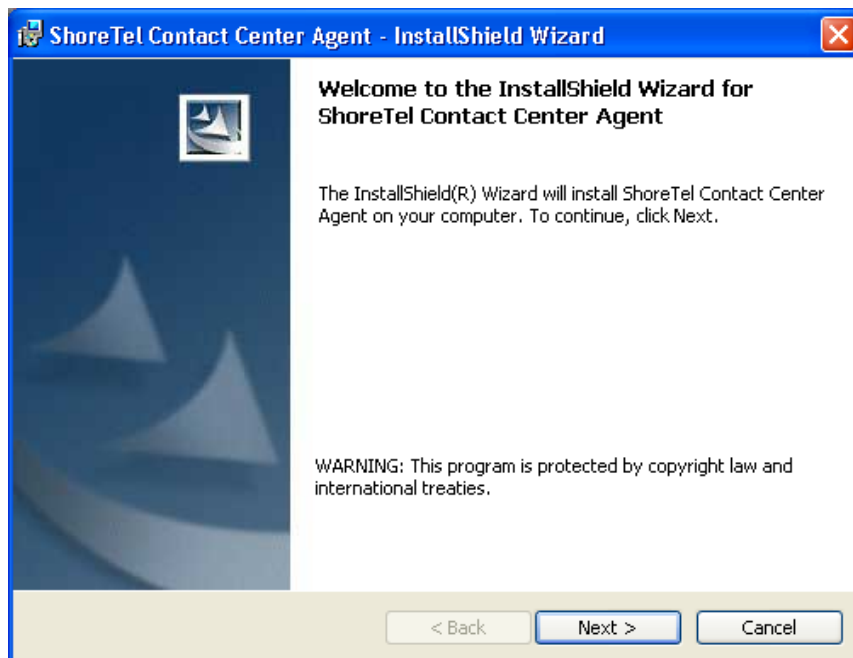 ShoreTel Contact Center Agent - InstallShield Wizard
Welcome to the InstallShield Wizard for
ShoreTel Contact Center Agent
The InstallShield(R) Wizard will install ShoreTel Contact Center
Agent on your computer. To continue, click Next.
WARNING: This program is protected by copyright law and
international treaties.
< Back
Next >
Cancel